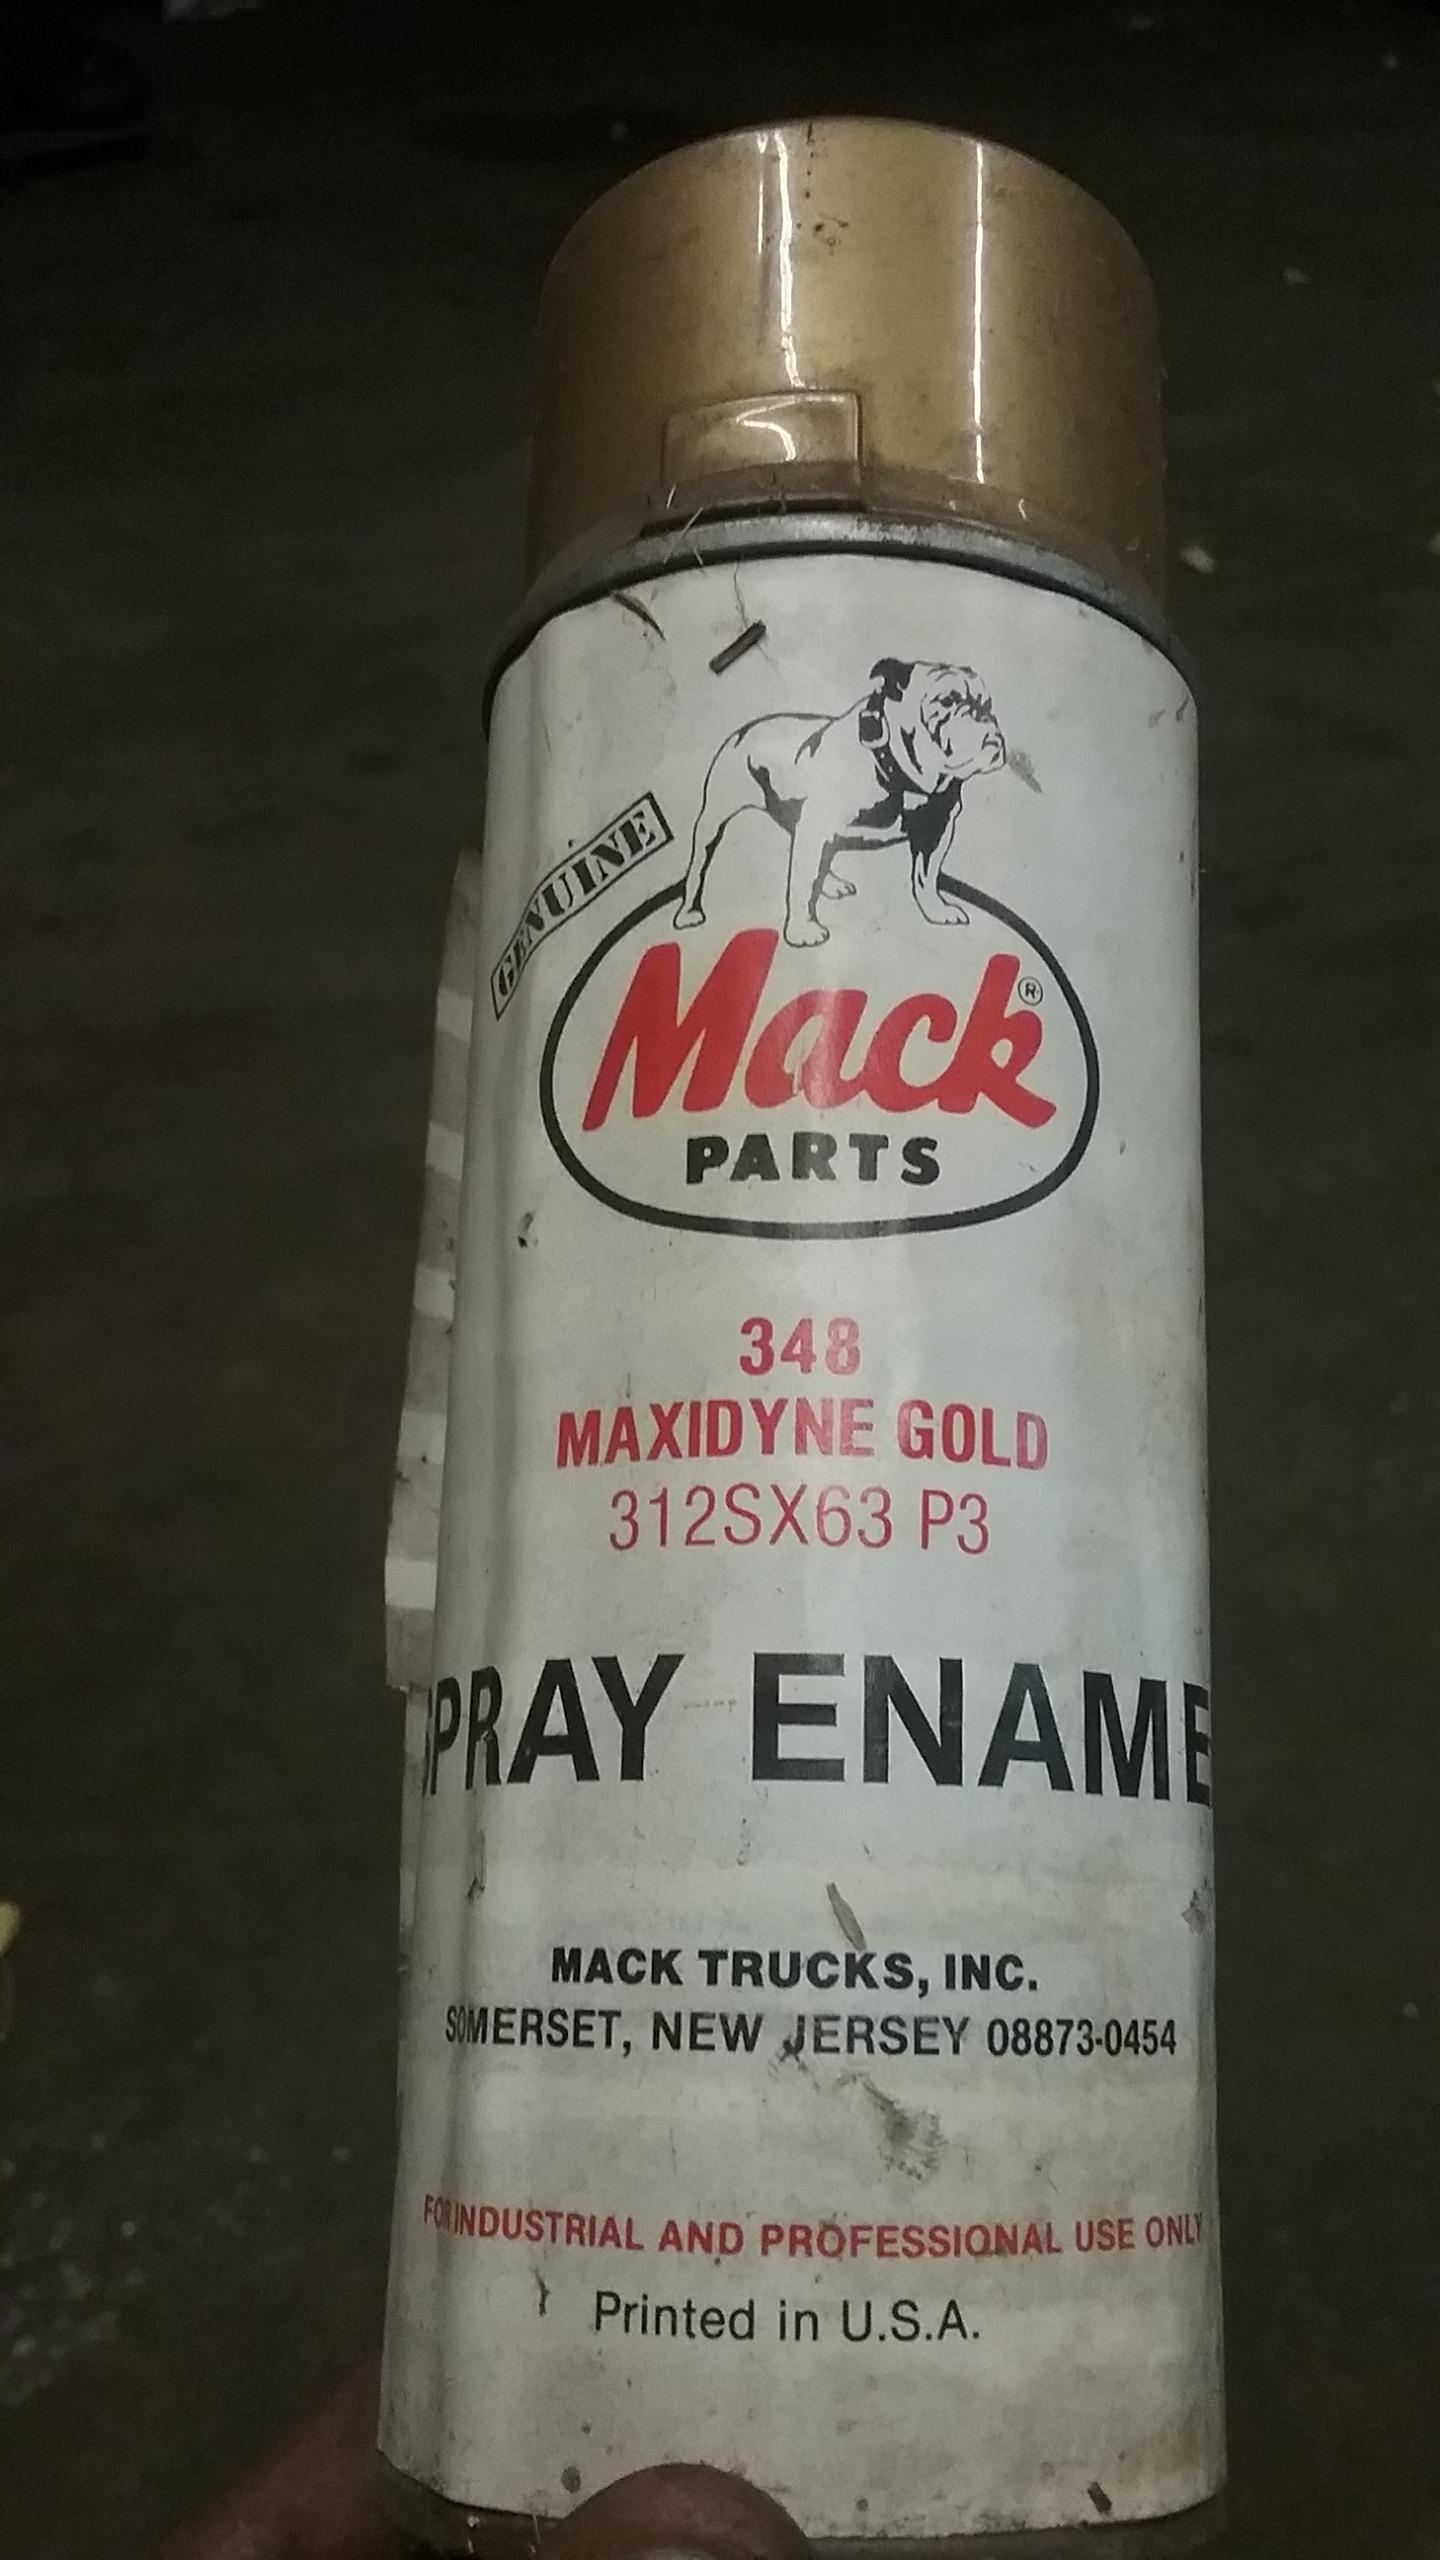 GENUINE
Mack®
PARTS
348
MAXIDYNE GOLD
312SX63 P3
SPRAY ENAME
MACK TRUCKS, INC.
SOMERSET, NEW JERSEY 08873-0454
FOR INDUSTRIAL AND PROFESSIONAL USE ONLY
Printed in U.S.A.